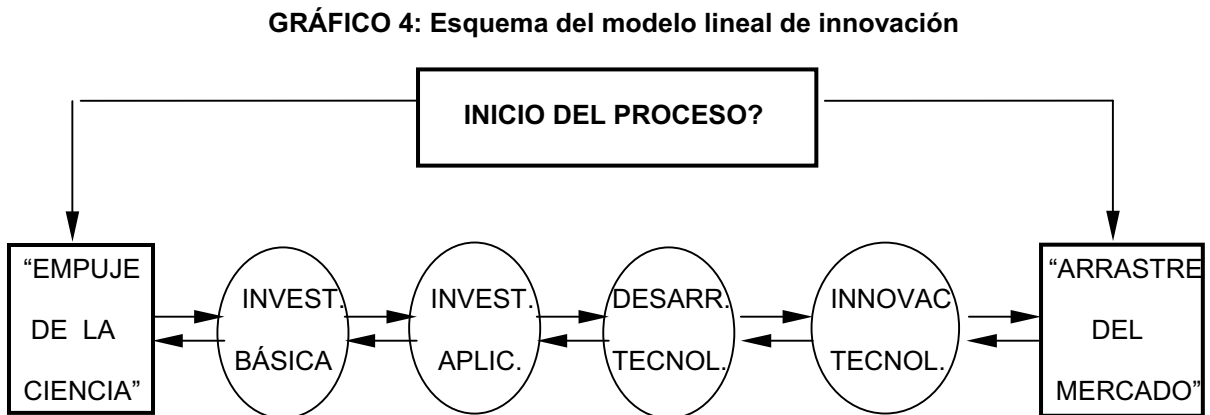 GRÁFICO 4: Esquema del modelo lineal de innovación
INICIO DEL PROCESO?
“EMPUJE
DE LA
CIENCIA”
INVEST.
BÁSICA
INVEST.
APLIC.
DESARR.
TECNOL.
INNOVAC
TECNOL.
“ARRASTRE
DEL
MERCADO”